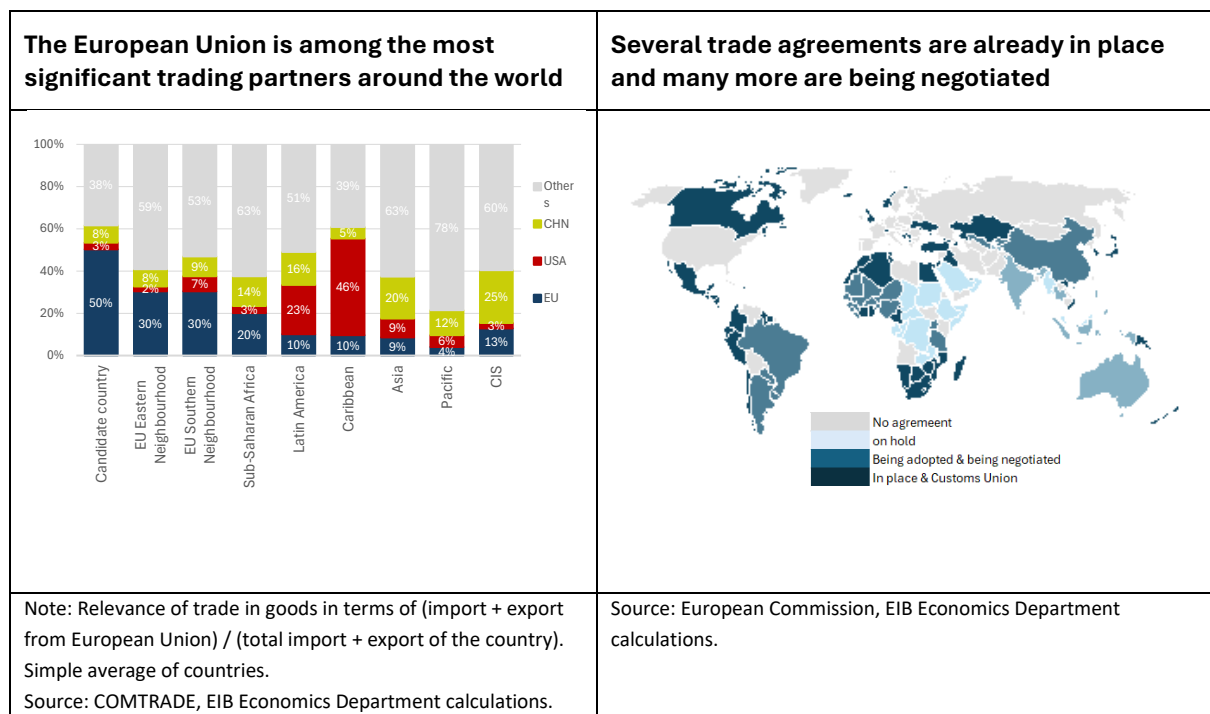 The European Union is among the most
significant trading partners around the world
Several trade agreements are already in place
and many more are being negotiated
100%
80%
60%
40%
20%
0%
38%
8%
3%
50%
59%
8%
2%
30%
53%
9%
7%
30%
63%
14%
3%
20%
51%
16%
23%
10%
39%
5%
46%
10%
63%
20%
9%
9%
78%
12%
6%
4%
60%
25%
3%
13%
Candidate country
EU Eastern
Neighbourhood
EU Southern
Neighbourhood
Sub-Saharan Africa
Latin America
Caribbean
Asia
Pacific
CIS
Other
s
CHN
USA
EU
No agreement
on hold
Being adopted & being negotiated
In place & Customs Union
Note: Relevance of trade in goods in terms of (import + export
from European Union) / (total import + export of the country).
Simple average of countries.
Source: COMTRADE, EIB Economics Department calculations.
Source: European Commission, EIB Economics Department
calculations.